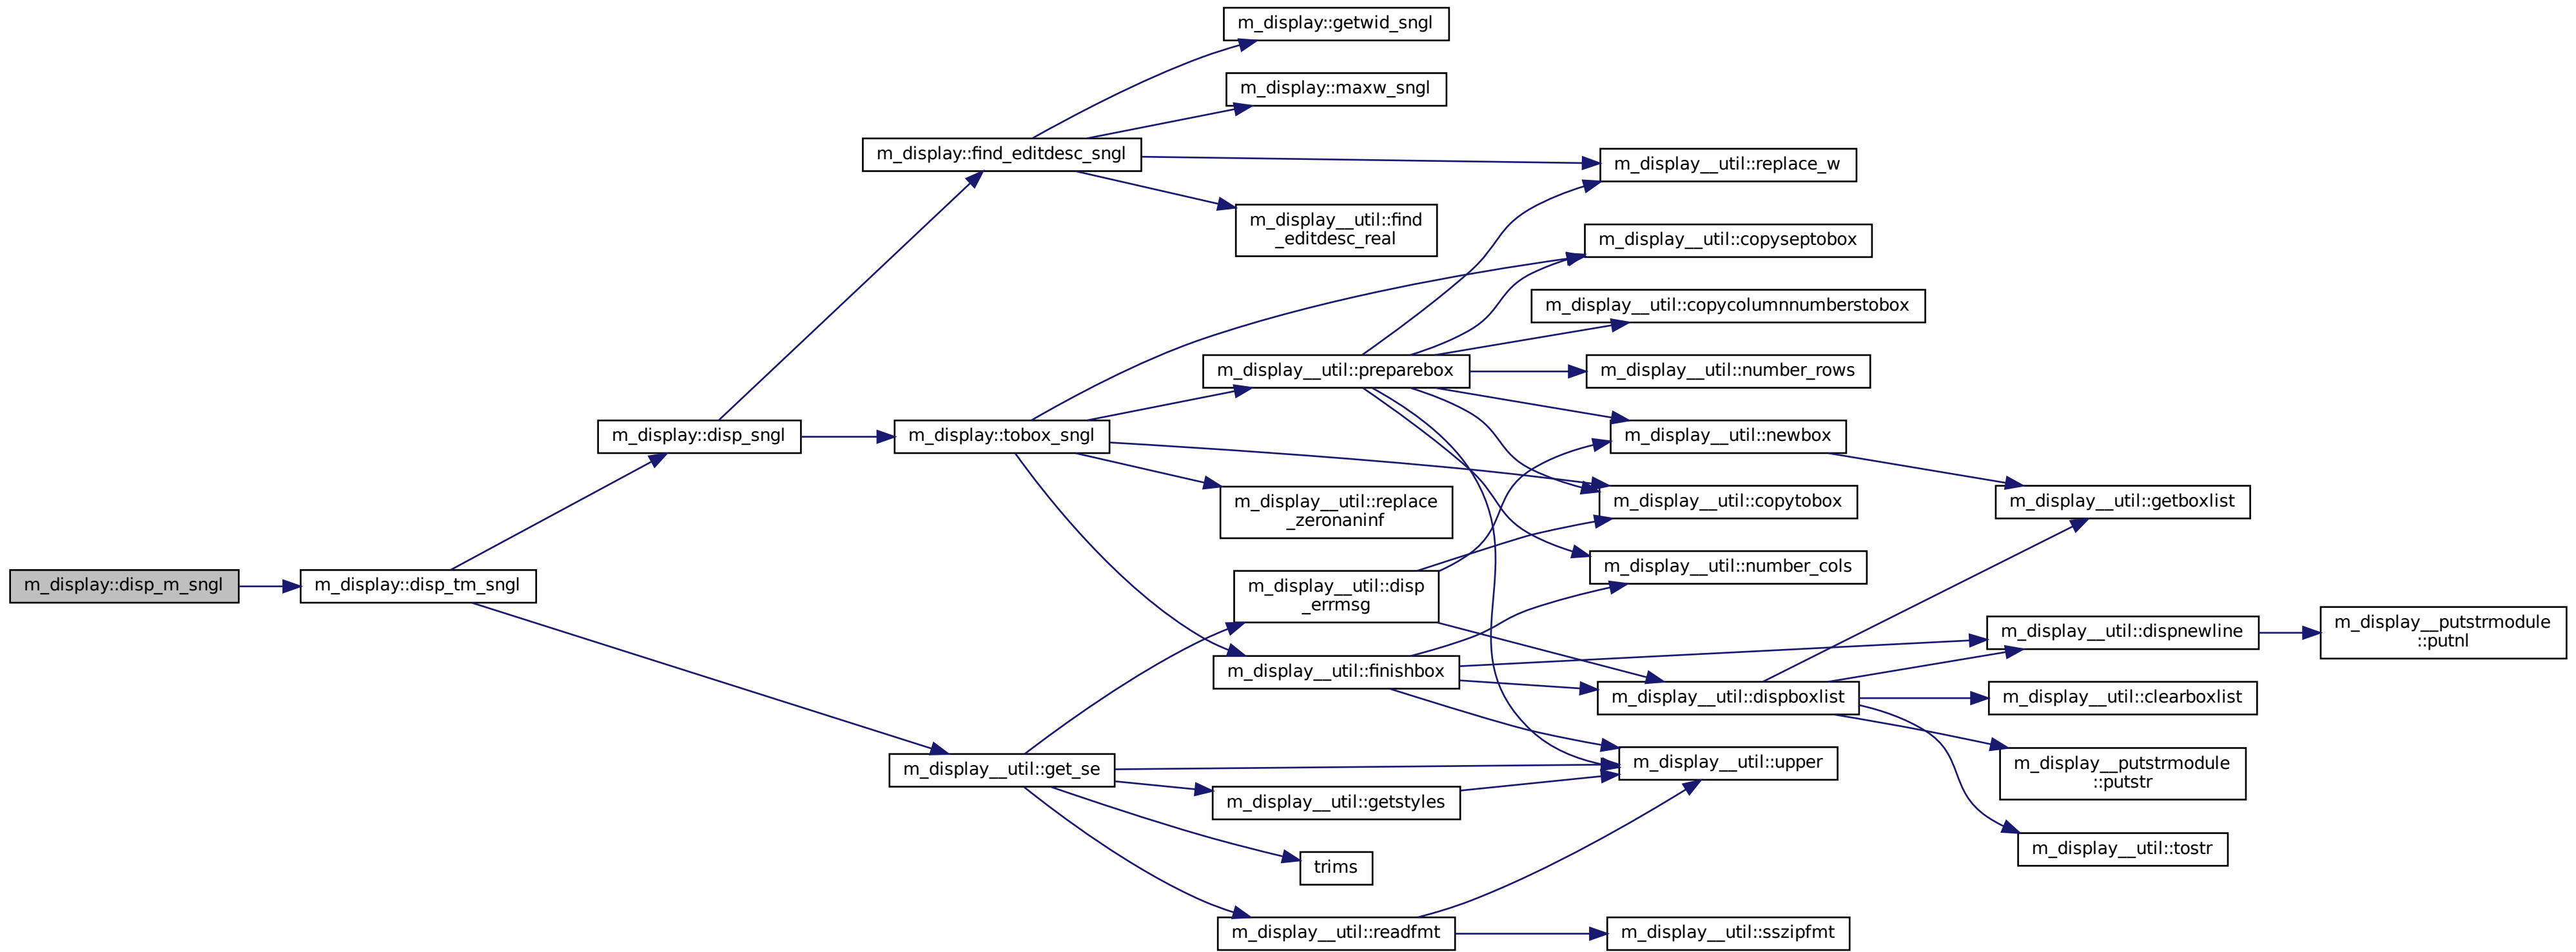 m_display::getwid_sngl
m_display::maxw_sngl
m_display::find_editdesc_sngl
m_display__util::replace_w
m_display__util::find
_editdesc_real
m_display__util::copyseptobox
m_display__util::copycolumnnumberstobox
m_display__util::preparebox
m_display__util::number_rows
m_display::disp_sngl
m_display::tobox_sngl
m_display__util::newbox
m_display__util::replace
_zeronaninf
m_display__util::copytobox
m_display__util::getboxlist
m_display__util::number_cols
m_display::disp_m_sngl
m_display::disp_tm_sngl
m_display__util::disp
_errmsg
m_display__util::dispnewline
m_display__putstrmodule
::putnl
m_display__util::finishbox
m_display__util::dispboxlist
m_display__util::clearboxlist
m_display__util::get_se
m_display__util::upper
m_display__putstrmodule
::putstr
m_display__util::getstyles
m_display__util::tostr
trims
m_display__util::readfmt
m_display__util::sszipfmt